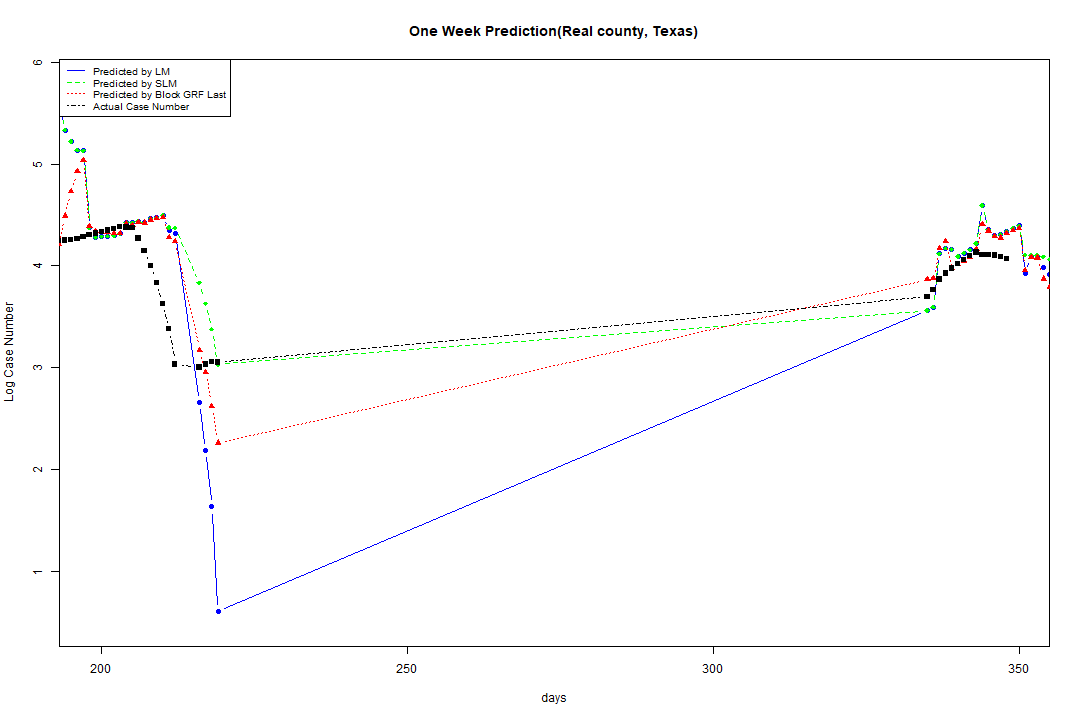 One Week Prediction(Real county, Texas)
Predicted by LM
Predicted by SLM
Predicted by Block GRF Last
Actual Case Number
6
5
4
3
2
1
Log Case Number
200
250
300
350
days